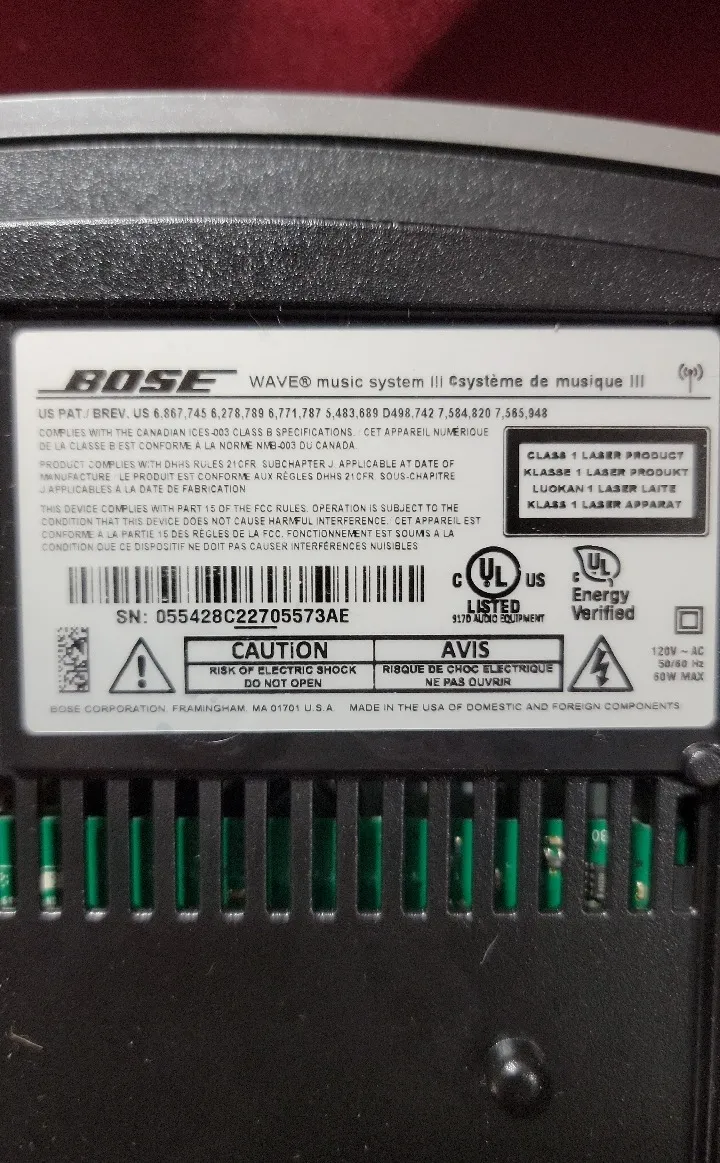 BOSE WAVE® music system III Système de musique III
US PAT./ BREV. US 6,867,745 6,278,789 6,771,787 5,483,689 D498,742 7,584,820 7,565,948
COMPLIES WITH THE CANADIAN ICES-003 CLASS B SPECIFICATIONS. / CET APPAREIL NUMÉRIQUE
DE LA CLASSE B EST CONFORME À LA NORME NMB-003 DU CANADA.
PRODUCT COMPLIES WITH DHHS RULES 21CFR, SUBCHAPTER J, APPLICABLE AT DATE OF
MANUFACTURE. LE PRODUIT EST CONFORME AUX RÈGLES DHHS 21CFR, SOUS-CHAPITRE
J APPLICABLES À LA DATE DE FABRICATION
THIS DEVICE COMPLIES WITH PART 15 OF THE FCC RULES. OPERATION IS SUBJECT TO THE
CONDITION THAT THIS DEVICE DOES NOT CAUSE HARMFUL INTERFERENCE. CET APPAREIL EST
CONFORME À LA PARTIE 15 DES RÈGLES DE LA FCC. FONCTIONNEMENT EST SOUMIS À LA
CONDITION QUE CE DISPOSITIF NE DOIT PAS CAUSER INTERFÉRENCES NUISIBLES
CLASS 1 LASER PRODUCT
KLASSE 1 LASER PRODUKT
LUOKAN 1 LASER LAITE
KLASS 1 LASER APPARAT
SN: 055428C22705573AE
C UL US
LISTED
917D AUDIO EQUIPMENT
c UL
Energy
Verified
CAUTION
RISK OF ELECTRIC SHOCK
DO NOT OPEN
AVIS
RISQUE DE CHOC ELECTRIQUE
NE PAS OUVRIR
120V ~ AC
50/60 Hz
60W MAX
BOSE CORPORATION, FRAMINGHAM, MA 01701 U.S.A. MADE IN THE USA OF DOMESTIC AND FOREIGN COMPONENTS